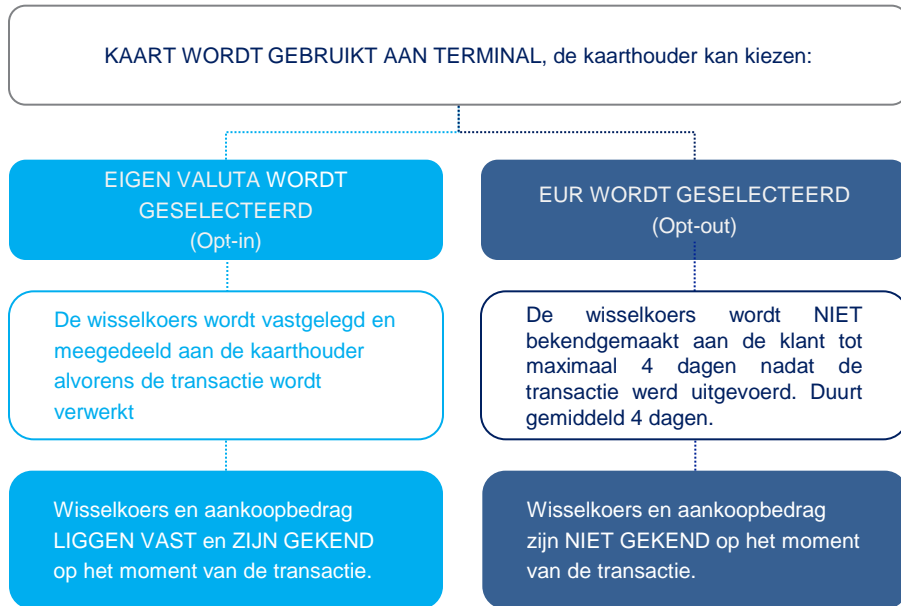 KAART WORDT GEBRUIKT AAN TERMINAL, de kaarthouder kan kiezen:
EIGEN VALUTA WORDT
GESELECTEERD
(Opt-in)
De wisselkoers wordt vastgelegd en
meegedeeld aan de kaarthouder
alvorens de transactie wordt
verwerkt
Wisselkoers en aankoopbedrag
LIGGEN VAST en ZIJN GEKEND
op het moment van de transactie.
EUR WORDT GESELECTEERD
(Opt-out)
De wisselkoers wordt NIET
bekendgemaakt aan de klant tot
maximaal 4 dagen nadat de
transactie werd uitgevoerd. Duurt
gemiddeld 4 dagen.
Wisselkoers en aankoopbedrag
zijn NIET GEKEND op het moment
van de transactie.